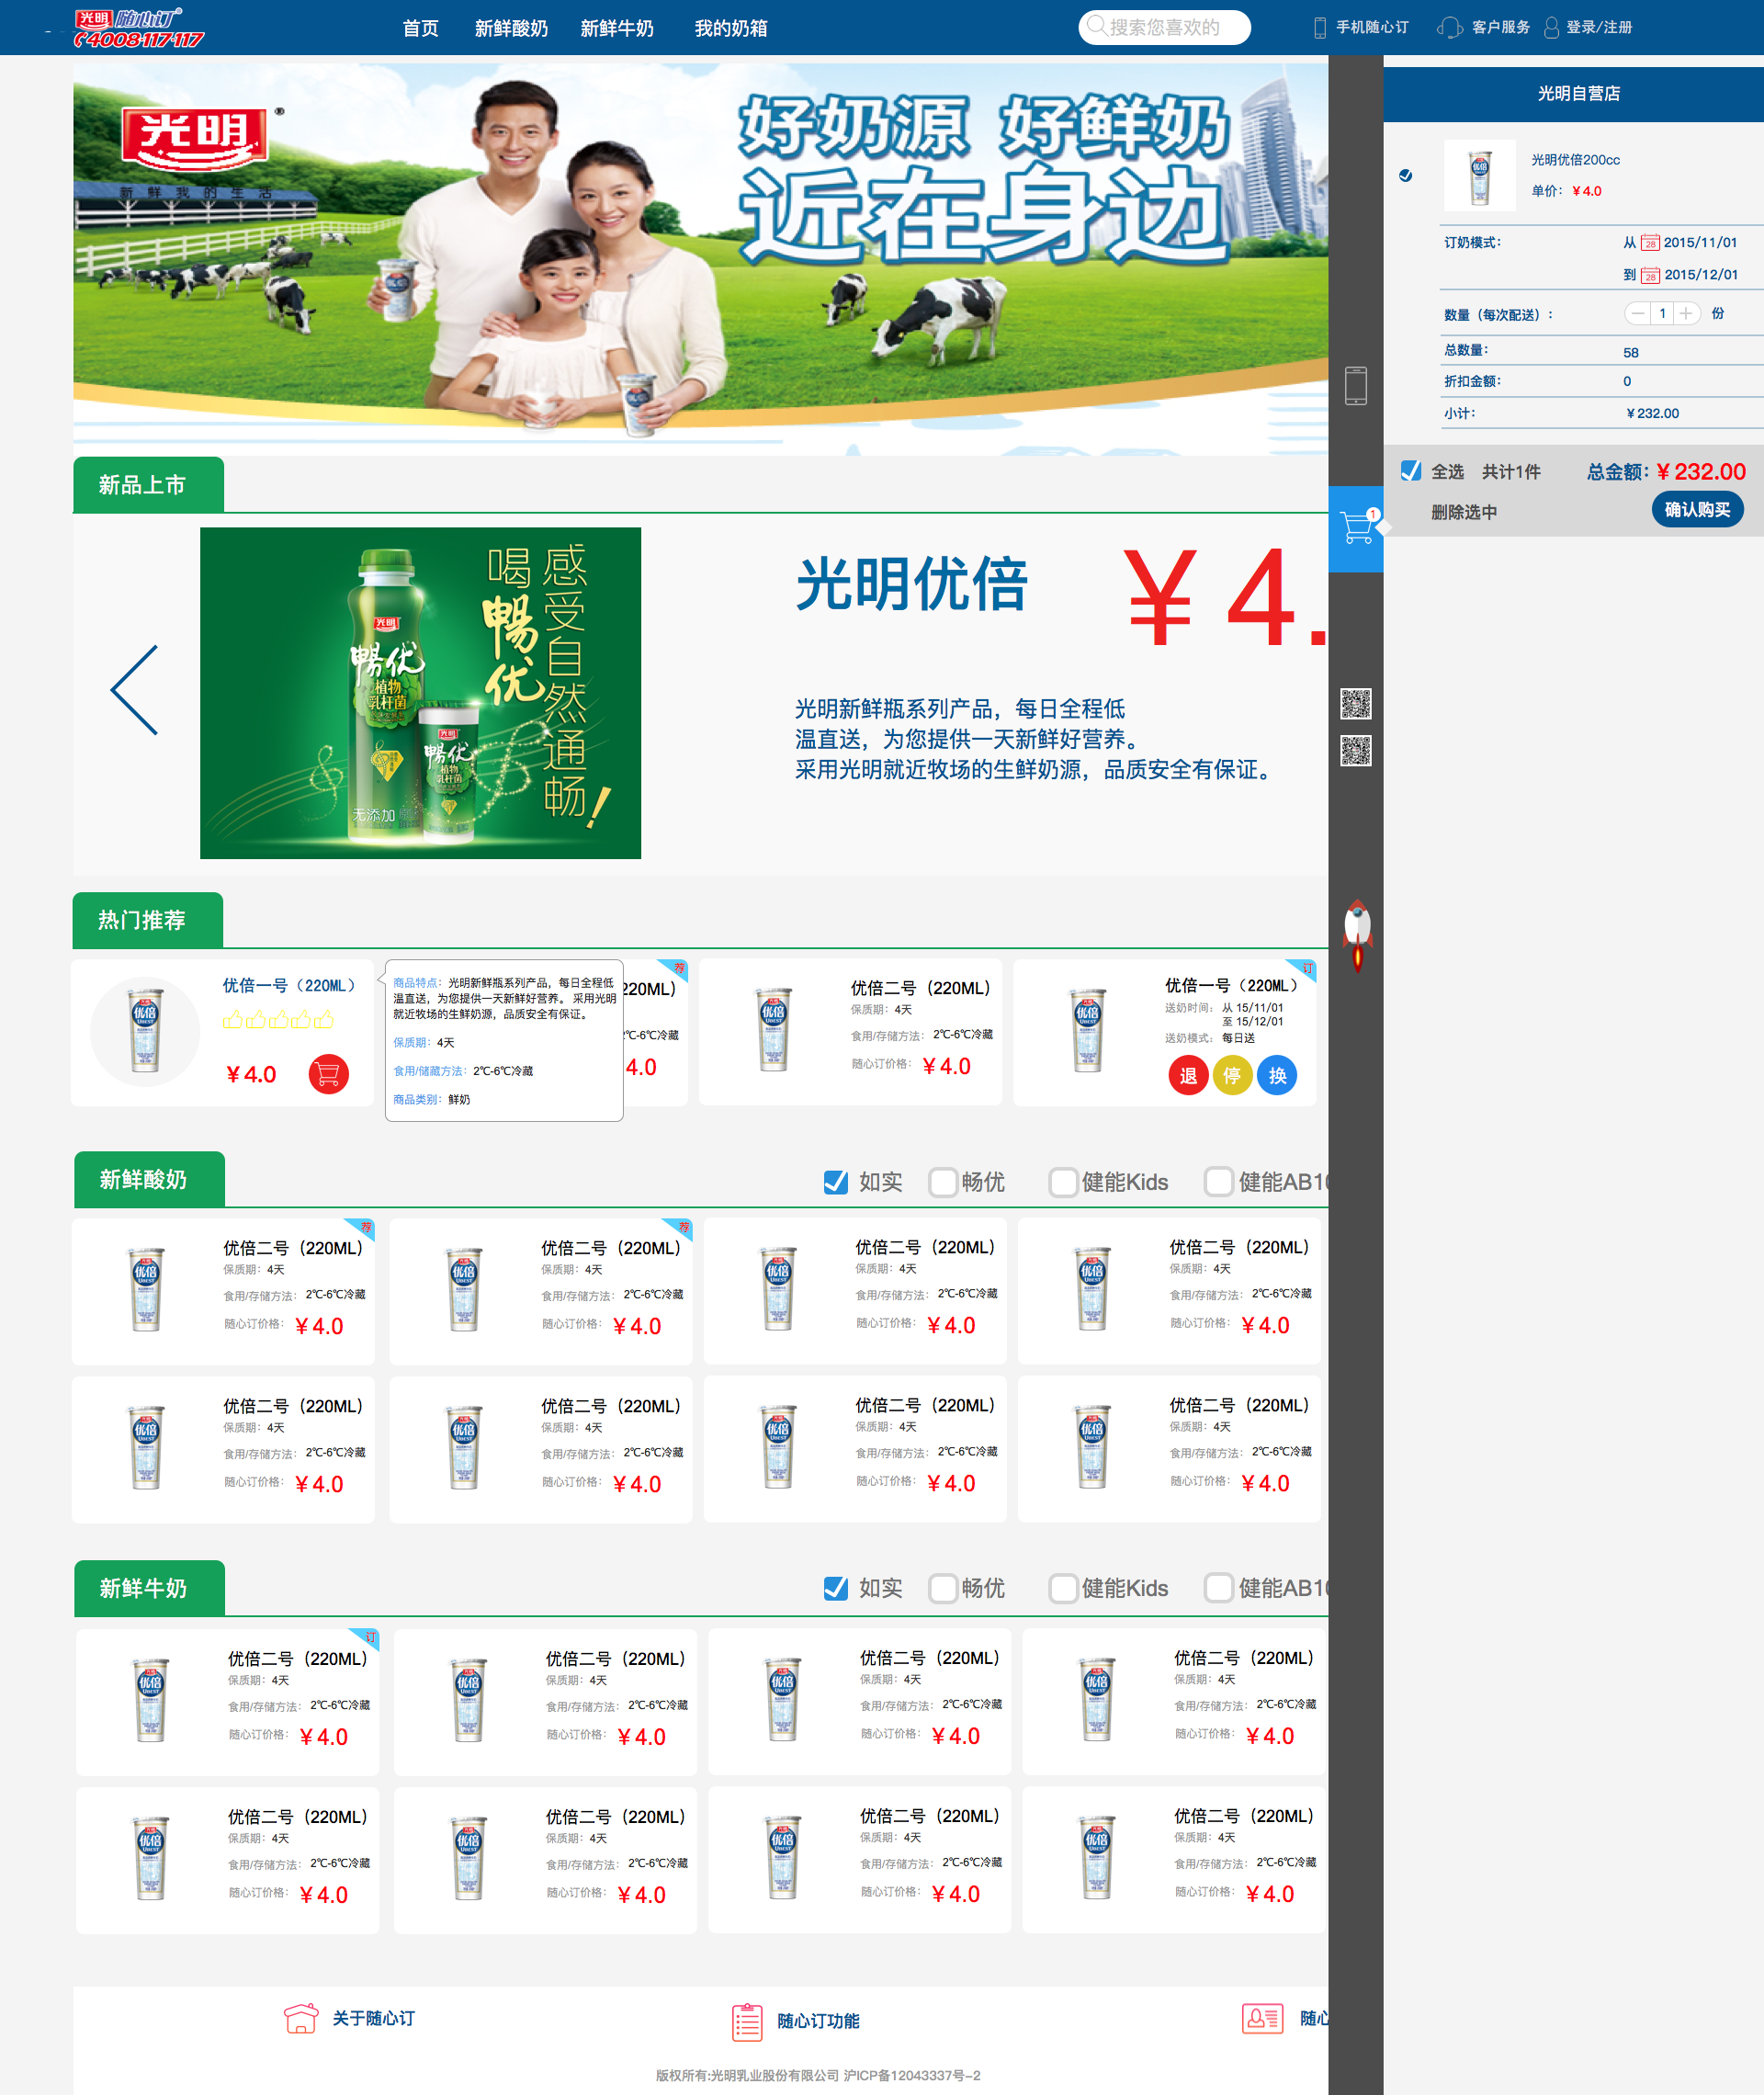 光明 随心订®
4008-117-117
首页 新鲜酸奶 新鲜牛奶 我的奶箱
搜索您喜欢的
手机随心订 客户服务 登录/注册
光明®
新鲜我的生活
好奶源 好鲜奶
近在身边
光明自营店
光明优倍200cc
单价：￥4.0
订奶模式： 从 28 2015/11/01
到 28 2015/12/01
数量（每次配送）： 1 份
总数量： 58
折扣金额： 0
小计： ￥232.00
全选 共计1件 总金额：￥232.00
删除选中 确认购买
1
新品上市
感受自然通畅!
喝畅优
光明
畅优
植物
乳杆菌
无添加
光明
畅优
植物
乳杆菌
光明优倍 ￥4.
光明新鲜瓶系列产品，每日全程低
温直送，为您提供一天新鲜好营养。
采用光明就近牧场的生鲜奶源，品质安全有保证。
热门推荐
优倍一号（220ML）
￥4.0
商品特点：光明新鲜瓶系列产品，每日全程低
温直送，为您提供一天新鲜好营养。 采用光明
就近牧场的生鲜奶源，品质安全有保证。
保质期：4天
食用/储藏方法：2℃-6℃冷藏
商品类别：鲜奶
荐
220ML）
2℃-6℃冷藏
4.0
优倍二号（220ML）
保质期：4天
食用/存储方法：2℃-6℃冷藏
随心订价格：￥4.0
订
优倍一号（220ML）
送奶时间： 从 15/11/01
至 15/12/01
送奶模式： 每日送
退 停 换
新鲜酸奶
如实 畅优 健能Kids 健能AB10
荐
优倍二号（220ML）
保质期：4天
食用/存储方法：2℃-6℃冷藏
随心订价格：￥4.0
荐
优倍二号（220ML）
保质期：4天
食用/存储方法：2℃-6℃冷藏
随心订价格：￥4.0
优倍二号（220ML）
保质期：4天
食用/存储方法：2℃-6℃冷藏
随心订价格：￥4.0
优倍二号（220ML）
保质期：4天
食用/存储方法：2℃-6℃冷藏
随心订价格：￥4.0
优倍二号（220ML）
保质期：4天
食用/存储方法：2℃-6℃冷藏
随心订价格：￥4.0
优倍二号（220ML）
保质期：4天
食用/存储方法：2℃-6℃冷藏
随心订价格：￥4.0
优倍二号（220ML）
保质期：4天
食用/存储方法：2℃-6℃冷藏
随心订价格：￥4.0
优倍二号（220ML）
保质期：4天
食用/存储方法：2℃-6℃冷藏
随心订价格：￥4.0
新鲜牛奶
如实 畅优 健能Kids 健能AB10
订
优倍二号（220ML）
保质期：4天
食用/存储方法：2℃-6℃冷藏
随心订价格：￥4.0
优倍二号（220ML）
保质期：4天
食用/存储方法：2℃-6℃冷藏
随心订价格：￥4.0
优倍二号（220ML）
保质期：4天
食用/存储方法：2℃-6℃冷藏
随心订价格：￥4.0
优倍二号（220ML）
保质期：4天
食用/存储方法：2℃-6℃冷藏
随心订价格：￥4.0
优倍二号（220ML）
保质期：4天
食用/存储方法：2℃-6℃冷藏
随心订价格：￥4.0
优倍二号（220ML）
保质期：4天
食用/存储方法：2℃-6℃冷藏
随心订价格：￥4.0
优倍二号（220ML）
保质期：4天
食用/存储方法：2℃-6℃冷藏
随心订价格：￥4.0
优倍二号（220ML）
保质期：4天
食用/存储方法：2℃-6℃冷藏
随心订价格：￥4.0
关于随心订 随心订功能 随心
版权所有:光明乳业股份有限公司 沪ICP备12043337号-2